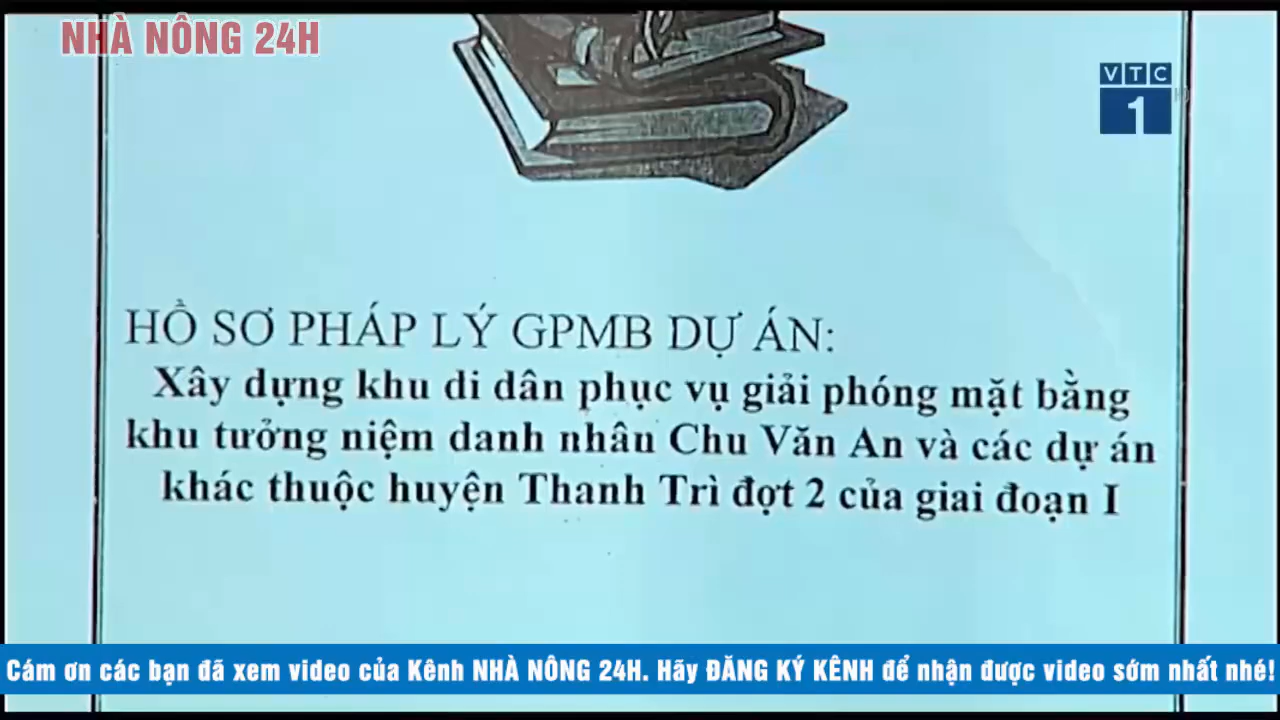 NHÀ NÔNG 24H
VTC
1
HỒ SƠ PHÁP LÝ GPMB DỰ ÁN:
Xây dựng khu di dân phục vụ giải phóng mặt bằng
khu tưởng niệm danh nhân Chu Văn An và các dự án
khác thuộc huyện Thanh Trì đợt 2 của giai đoạn I
Cám ơn các bạn đã xem video của Kênh NHÀ NÔNG 24H. Hãy ĐĂNG KÝ KÊNH để nhận được video sớm nhất nhé!